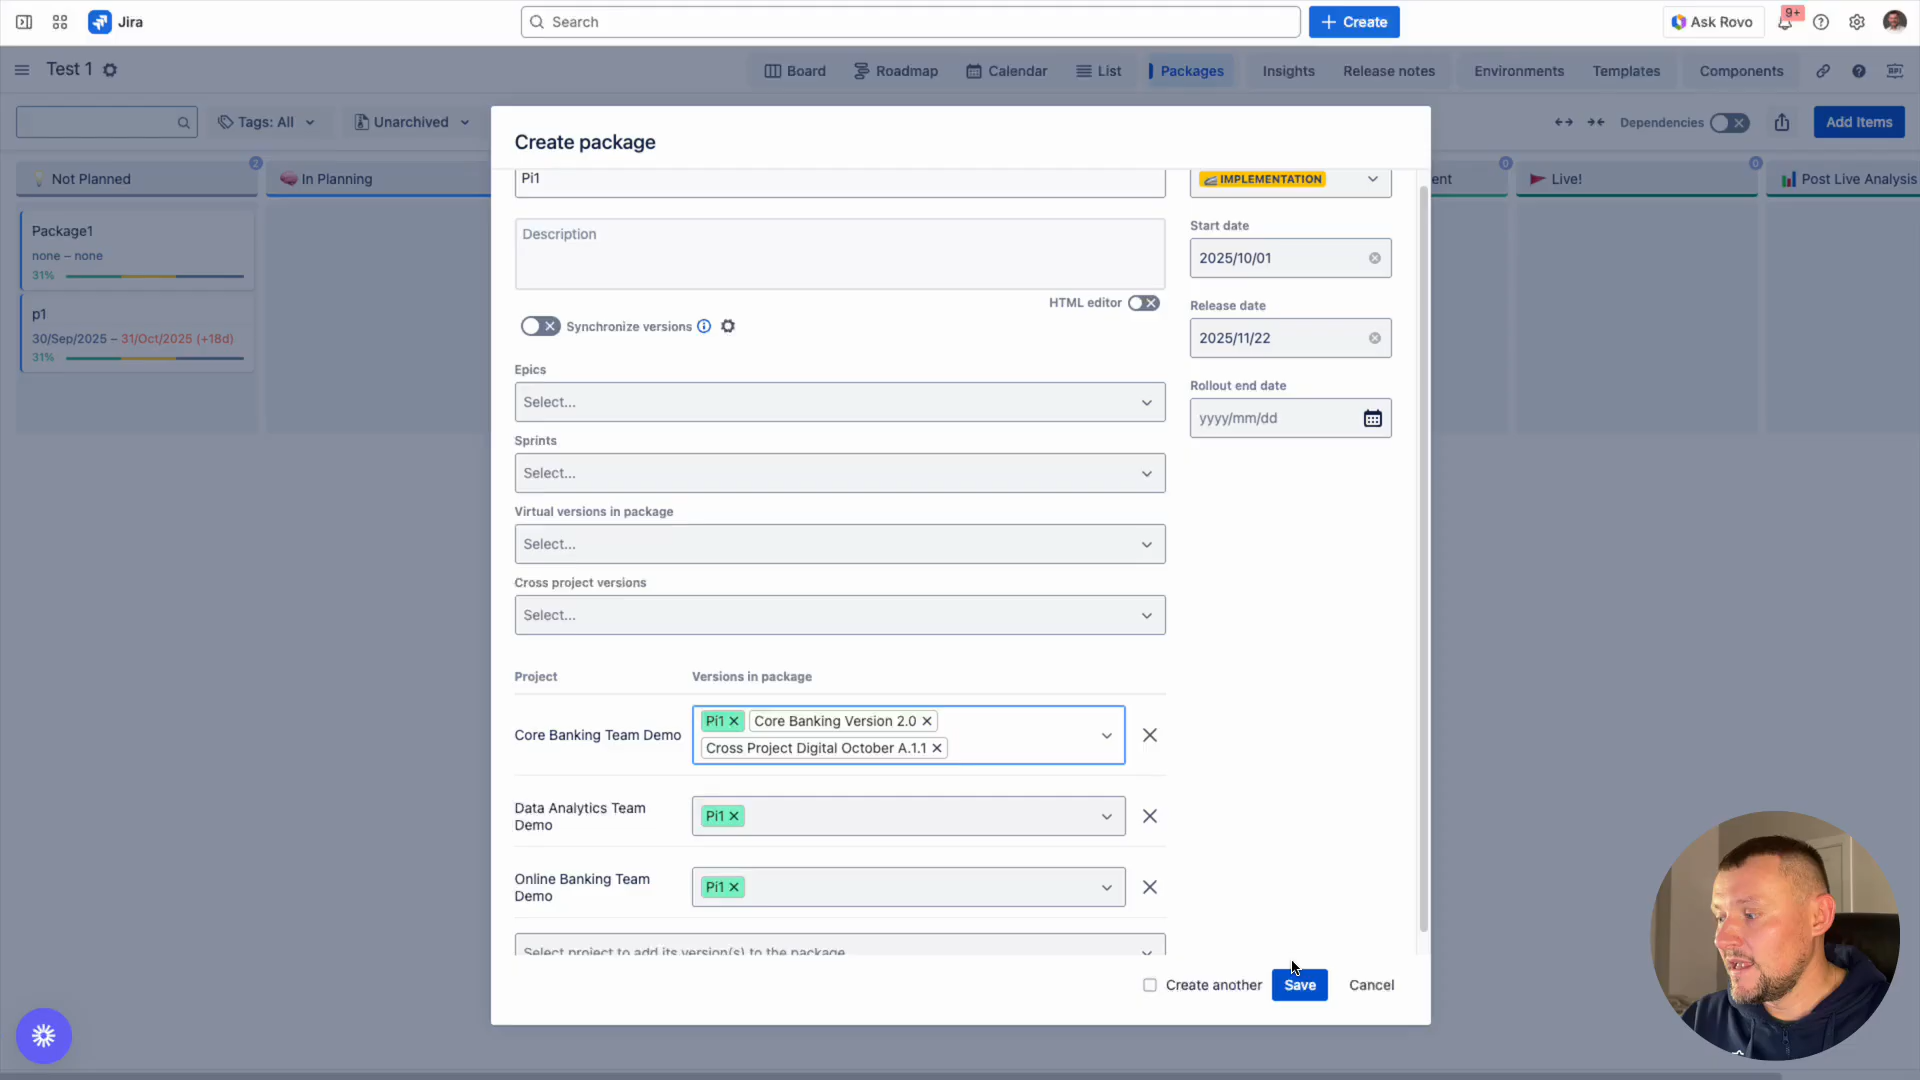 Jira
Search
Create
Ask Rovo
9+
Test 1
Board
Roadmap
Calendar
List
Packages
Insights
Release notes
Environments
Templates
Components
Tags: All
Unarchived
Dependencies
Add Items
Not Planned
2
In Planning
ent
0
Live!
0
Post Live Analysis
Package1
none – none
31%
p1
30/Sep/2025 – 31/Oct/2025 (+18d)
31%
Create package
Pi1
IMPLEMENTATION
Description
HTML editor
Synchronize versions
Start date
2025/10/01
Release date
2025/11/22
Rollout end date
yyyy/mm/dd
Epics
Select...
Sprints
Select...
Virtual versions in package
Select...
Cross project versions
Select...
Project
Versions in package
Core Banking Team Demo
Pi1
Core Banking Version 2.0
Cross Project Digital October A.1.1
Data Analytics Team
Demo
Pi1
Online Banking Team
Demo
Pi1
Select project to add its version(s) to the package
Create another
Save
Cancel